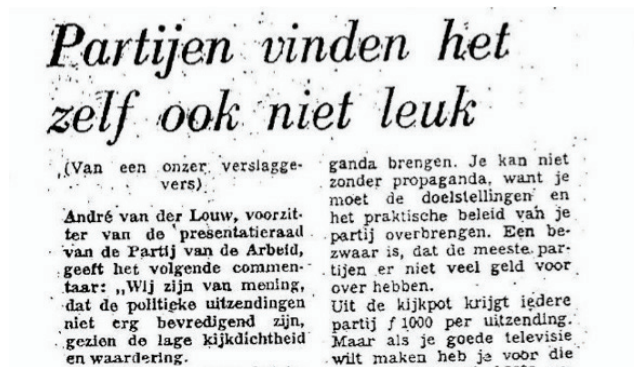 Partijen vinden het
zelf ook niet leuk
(Van een onzer verslagge-
vers)
André van der Louw, voorzit-
ter van de presentatieraad
van de Partij van de Arbeid,
geeft het volgende commen-
taar: „Wij zijn van mening,
dat de politieke uitzendingen
niet erg bevredigend zijn,
gezien de lage kijkdichtheid
en waardering.
ganda brengen. Je kan niet
zonder propaganda, want je
moet de doelstellingen en
het praktische beleid van je
partij overbrengen. Een be-
zwaar is, dat de meeste par-
tijen er niet veel geld voor
over hebben.
Uit de kijkpot krijgt iedere
partij ƒ 1000 per uitzending.
Maar als je goede televisie
wilt maken heb je voor die